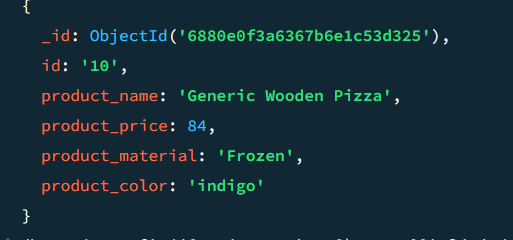 {
_id: ObjectId('6880e0f3a6367b6e1c53d325'),
id: '10',
product_name: 'Generic Wooden Pizza',
product_price: 84,
product_material: 'Frozen',
product_color: 'indigo'
}